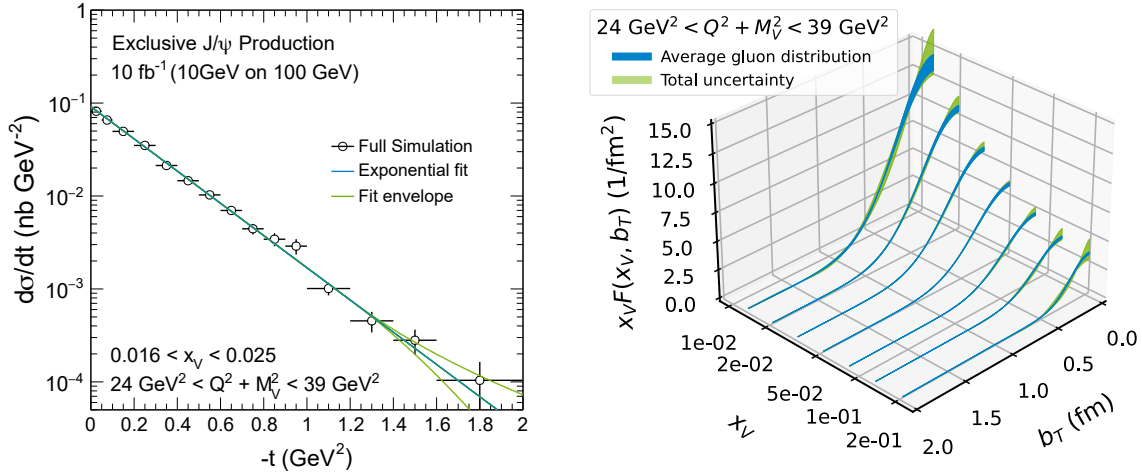 Exclusive J/ψ Production
10 fb⁻¹ (10GeV on 100 GeV)
Full Simulation
Exponential fit
Fit envelope
0.016 < x_V < 0.025
24 GeV² < Q² + M_V² < 39 GeV²
dσ/dt (nb GeV⁻²)
1
10⁻¹
10⁻²
10⁻³
10⁻⁴
0 0.2 0.4 0.6 0.8 1 1.2 1.4 1.6 1.8 2
-t (GeV²)
24 GeV² < Q² + M_V² < 39 GeV²
Average gluon distribution
Total uncertainty
x_V F(x_V, b_T) (1/fm²)
15.0
12.5
10.0
7.5
5.0
2.5
0.0
1e-02
2e-02
5e-02
1e-01
2e-01
x_V
0.0
0.5
1.0
1.5
2.0
b_T (fm)